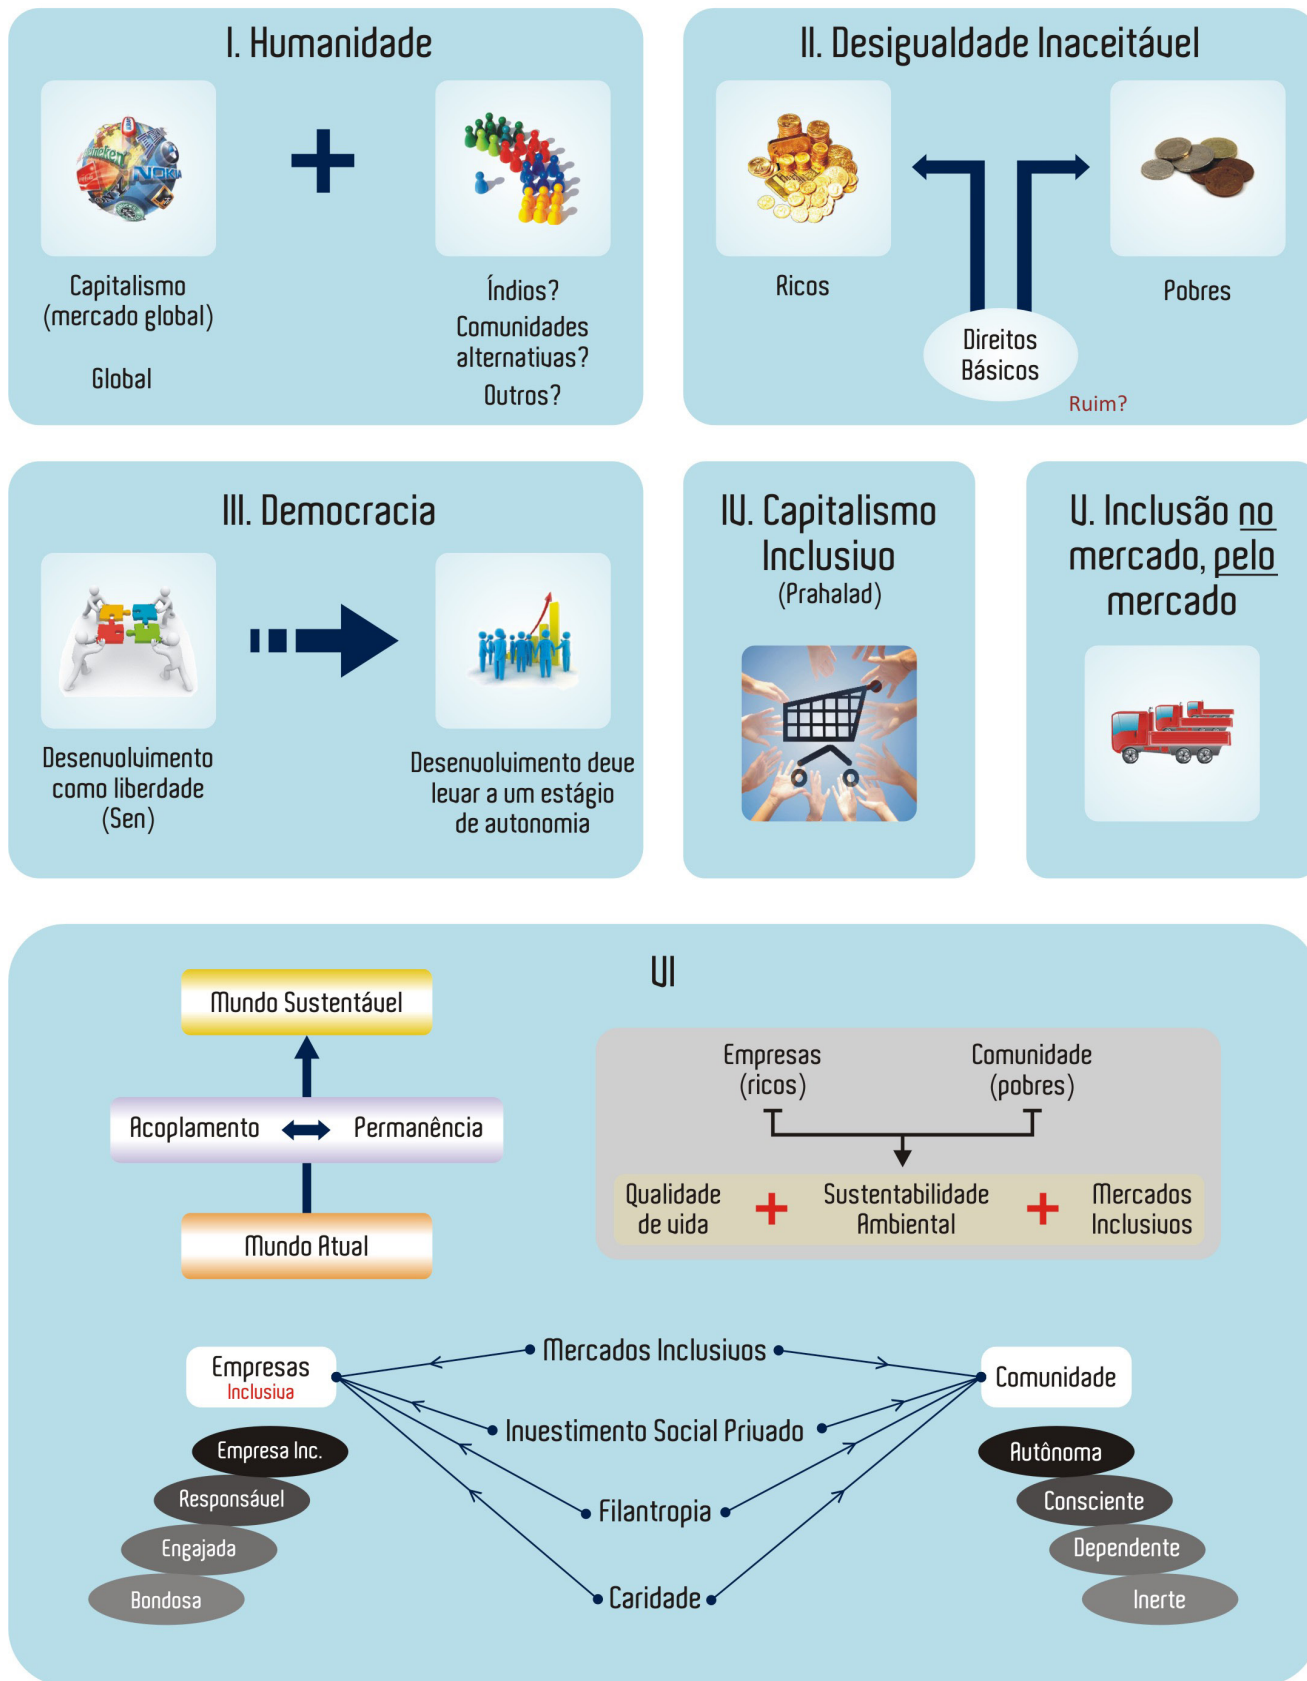 I. Humanidade
Heineken
NOKIA
Capitalismo
(mercado global)
Global
Índios?
Comunidades
alternativas?
Outros?
II. Desigualdade Inaceitável
Ricos
Pobres
Direitos
Básicos
Ruim?
III. Democracia
Desenvolvimento
como liberdade
(Sen)
Desenvolvimento deve
levar a um estágio
de autonomia
IV. Capitalismo
Inclusivo
(Prahalad)
V. Inclusão no
mercado, pelo
mercado
VI
Mundo Sustentável
Acoplamento
Permanência
Mundo Atual
Empresas
(ricos)
Comunidade
(pobres)
Qualidade
de vida
+
Sustentabilidade
Ambiental
+
Mercados
Inclusivos
Empresas
Inclusiva
Empresa Inc.
Responsável
Engajada
Bondosa
Mercados Inclusivos
Investimento Social Privado
Filantropia
Caridade
Comunidade
Autônoma
Consciente
Dependente
Inerte